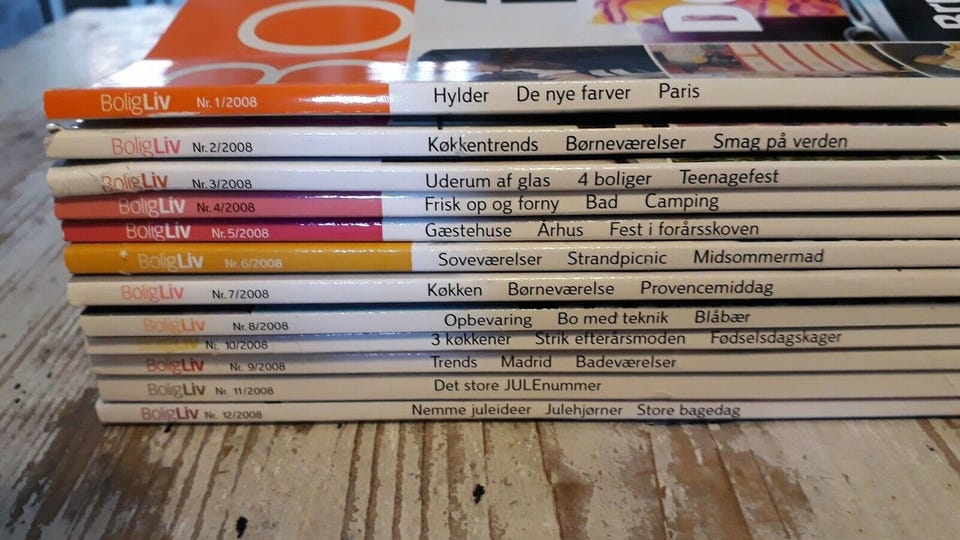 BO
BoligLiv Nr. 1/2008 Hylder De nye farver Paris
BoligLiv Nr. 2/2008 Køkkentrends Børneværelser Smag på verden
BoligLiv Nr. 3/2008 Uderum af glas 4 boliger Teenagefest
BoligLiv Nr. 4/2008 Frisk op og forny Bad Camping
BoligLiv Nr. 5/2008 Gæstehuse Århus Fest i forårsskoven
BoligLiv Nr. 6/2008 Soveværelser Strandpicnic Midsommermad
BoligLiv Nr. 7/2008 Køkken Børneværelse Provencemiddag
BoligLiv Nr. 8/2008 Opbevaring Bo med teknik Blåbær
BoligLiv Nr. 10/2008 3 køkkener Strik efterårsmoden Fødselsdagskager
BoligLiv Nr. 9/2008 Trends Madrid Badeværelser
BoligLiv Nr. 11/2008 Det store JULEnummer
BoligLiv Nr. 12/2008 Nemme juleideer Julehjørner Store bagedag